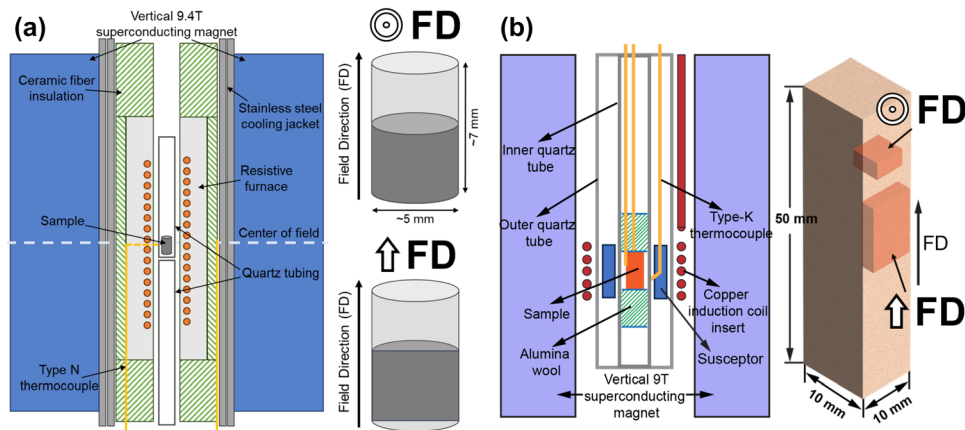 (a)
Vertical 9.4T
superconducting magnet
Ceramic fiber
insulation
Stainless steel
cooling jacket
Resistive
furnace
Sample
Center of field
Quartz tubing
Type N
thermocouple
FD
Field Direction (FD)
~7 mm
~5 mm
FD
Field Direction (FD)
(b)
Inner quartz
tube
Outer quartz
tube
Type-K
thermocouple
Sample
Copper
induction coil
insert
Alumina
wool
Susceptor
Vertical 9T
superconducting
magnet
FD
50 mm
FD
FD
10 mm
10 mm